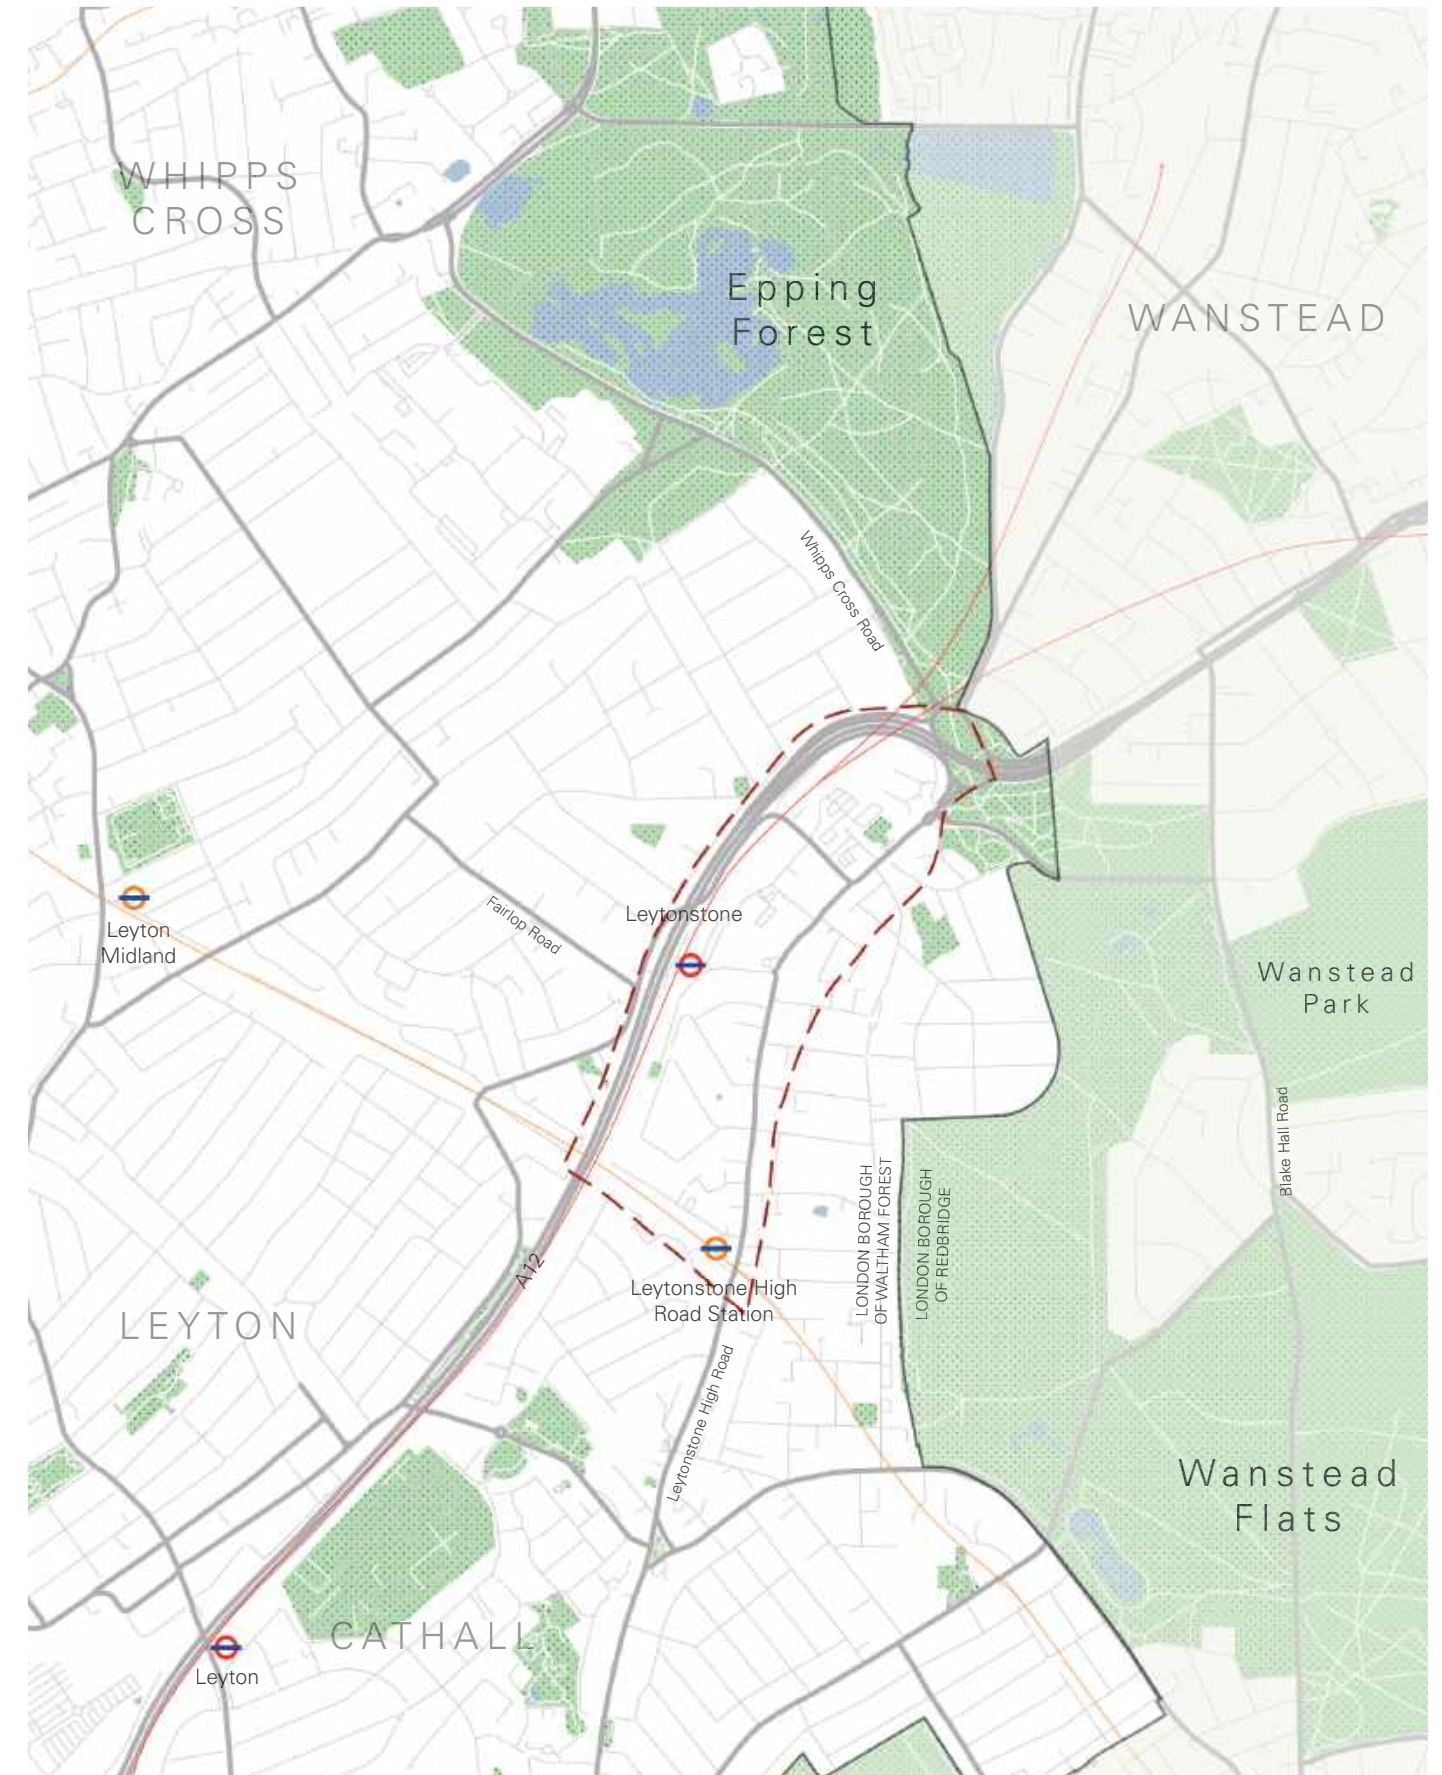 WHIPPS
CROSS
Epping
Forest
WANSTEAD
Whipps Cross Road
Leyton
Midland
Fairlop Road
Leytonstone
Wanstead
Park
Blake Hall Road
LONDON BOROUGH
OF WALTHAM FOREST
LONDON BOROUGH
OF REDBRIDGE
A12
Leytonstone High
Road Station
LEYTON
Leytonstone High Road
Wanstead
Flats
CATHALL
Leyton